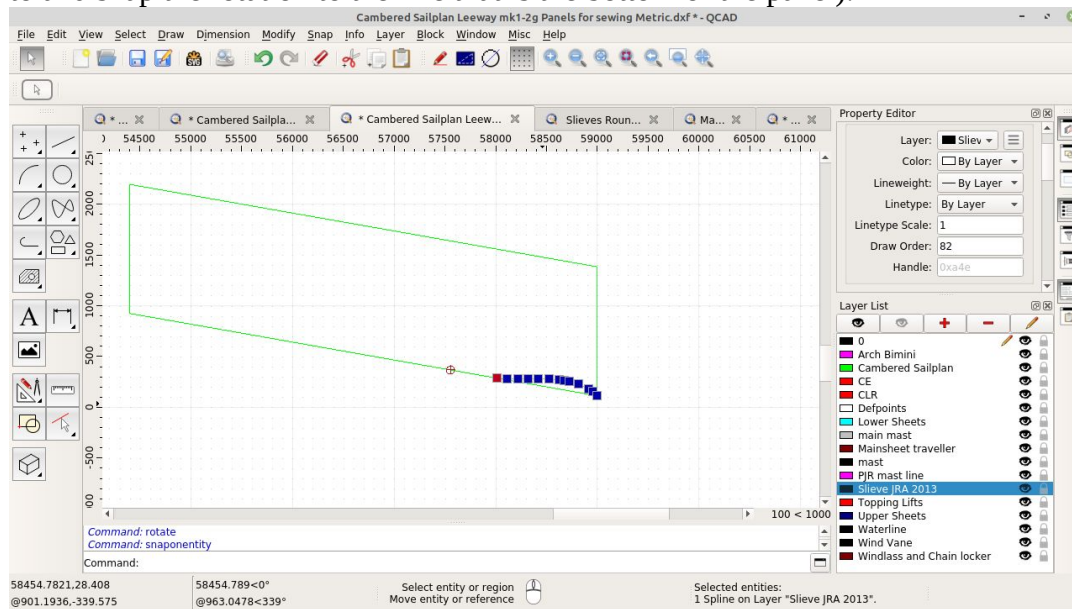 Cambered Sailplan Leeway mk1-2g Panels for sewing Metric.dxf * - QCAD
File Edit View Select Draw Dimension Modify Snap Info Layer Block Window Misc Help
* ... * Cambered Sailpla... * Cambered Sailplan Leew... Slieves Roun... Ma... * ...
54500 55000 55500 56000 56500 57000 57500 58000 58500 59000 59500 60000 60500 61000
2000
1500
1000
500
0
-500
100 < 1000
Command: rotate
Command: snaponentity
Command:
Property Editor
Layer: Sliev
Color: By Layer
Lineweight: By Layer
Linetype: By Layer
Linetype Scale: 1
Draw Order: 82
Handle: 0xa4e
Layer List
0
Arch Bimini
Cambered Sailplan
CE
CLR
Defpoints
Lower Sheets
main mast
Mainsheet traveller
mast
PJR mast line
Slieve JRA 2013
Topping Lifts
Upper Sheets
Waterline
Wind Vane
Windlass and Chain locker
58454.7821,28.408 58454.789<0° Select entity or region Selected entities:
@901.1936,-339.575 @963.0478<339° Move entity or reference 1 Spline on Layer "Slieve JRA 2013".